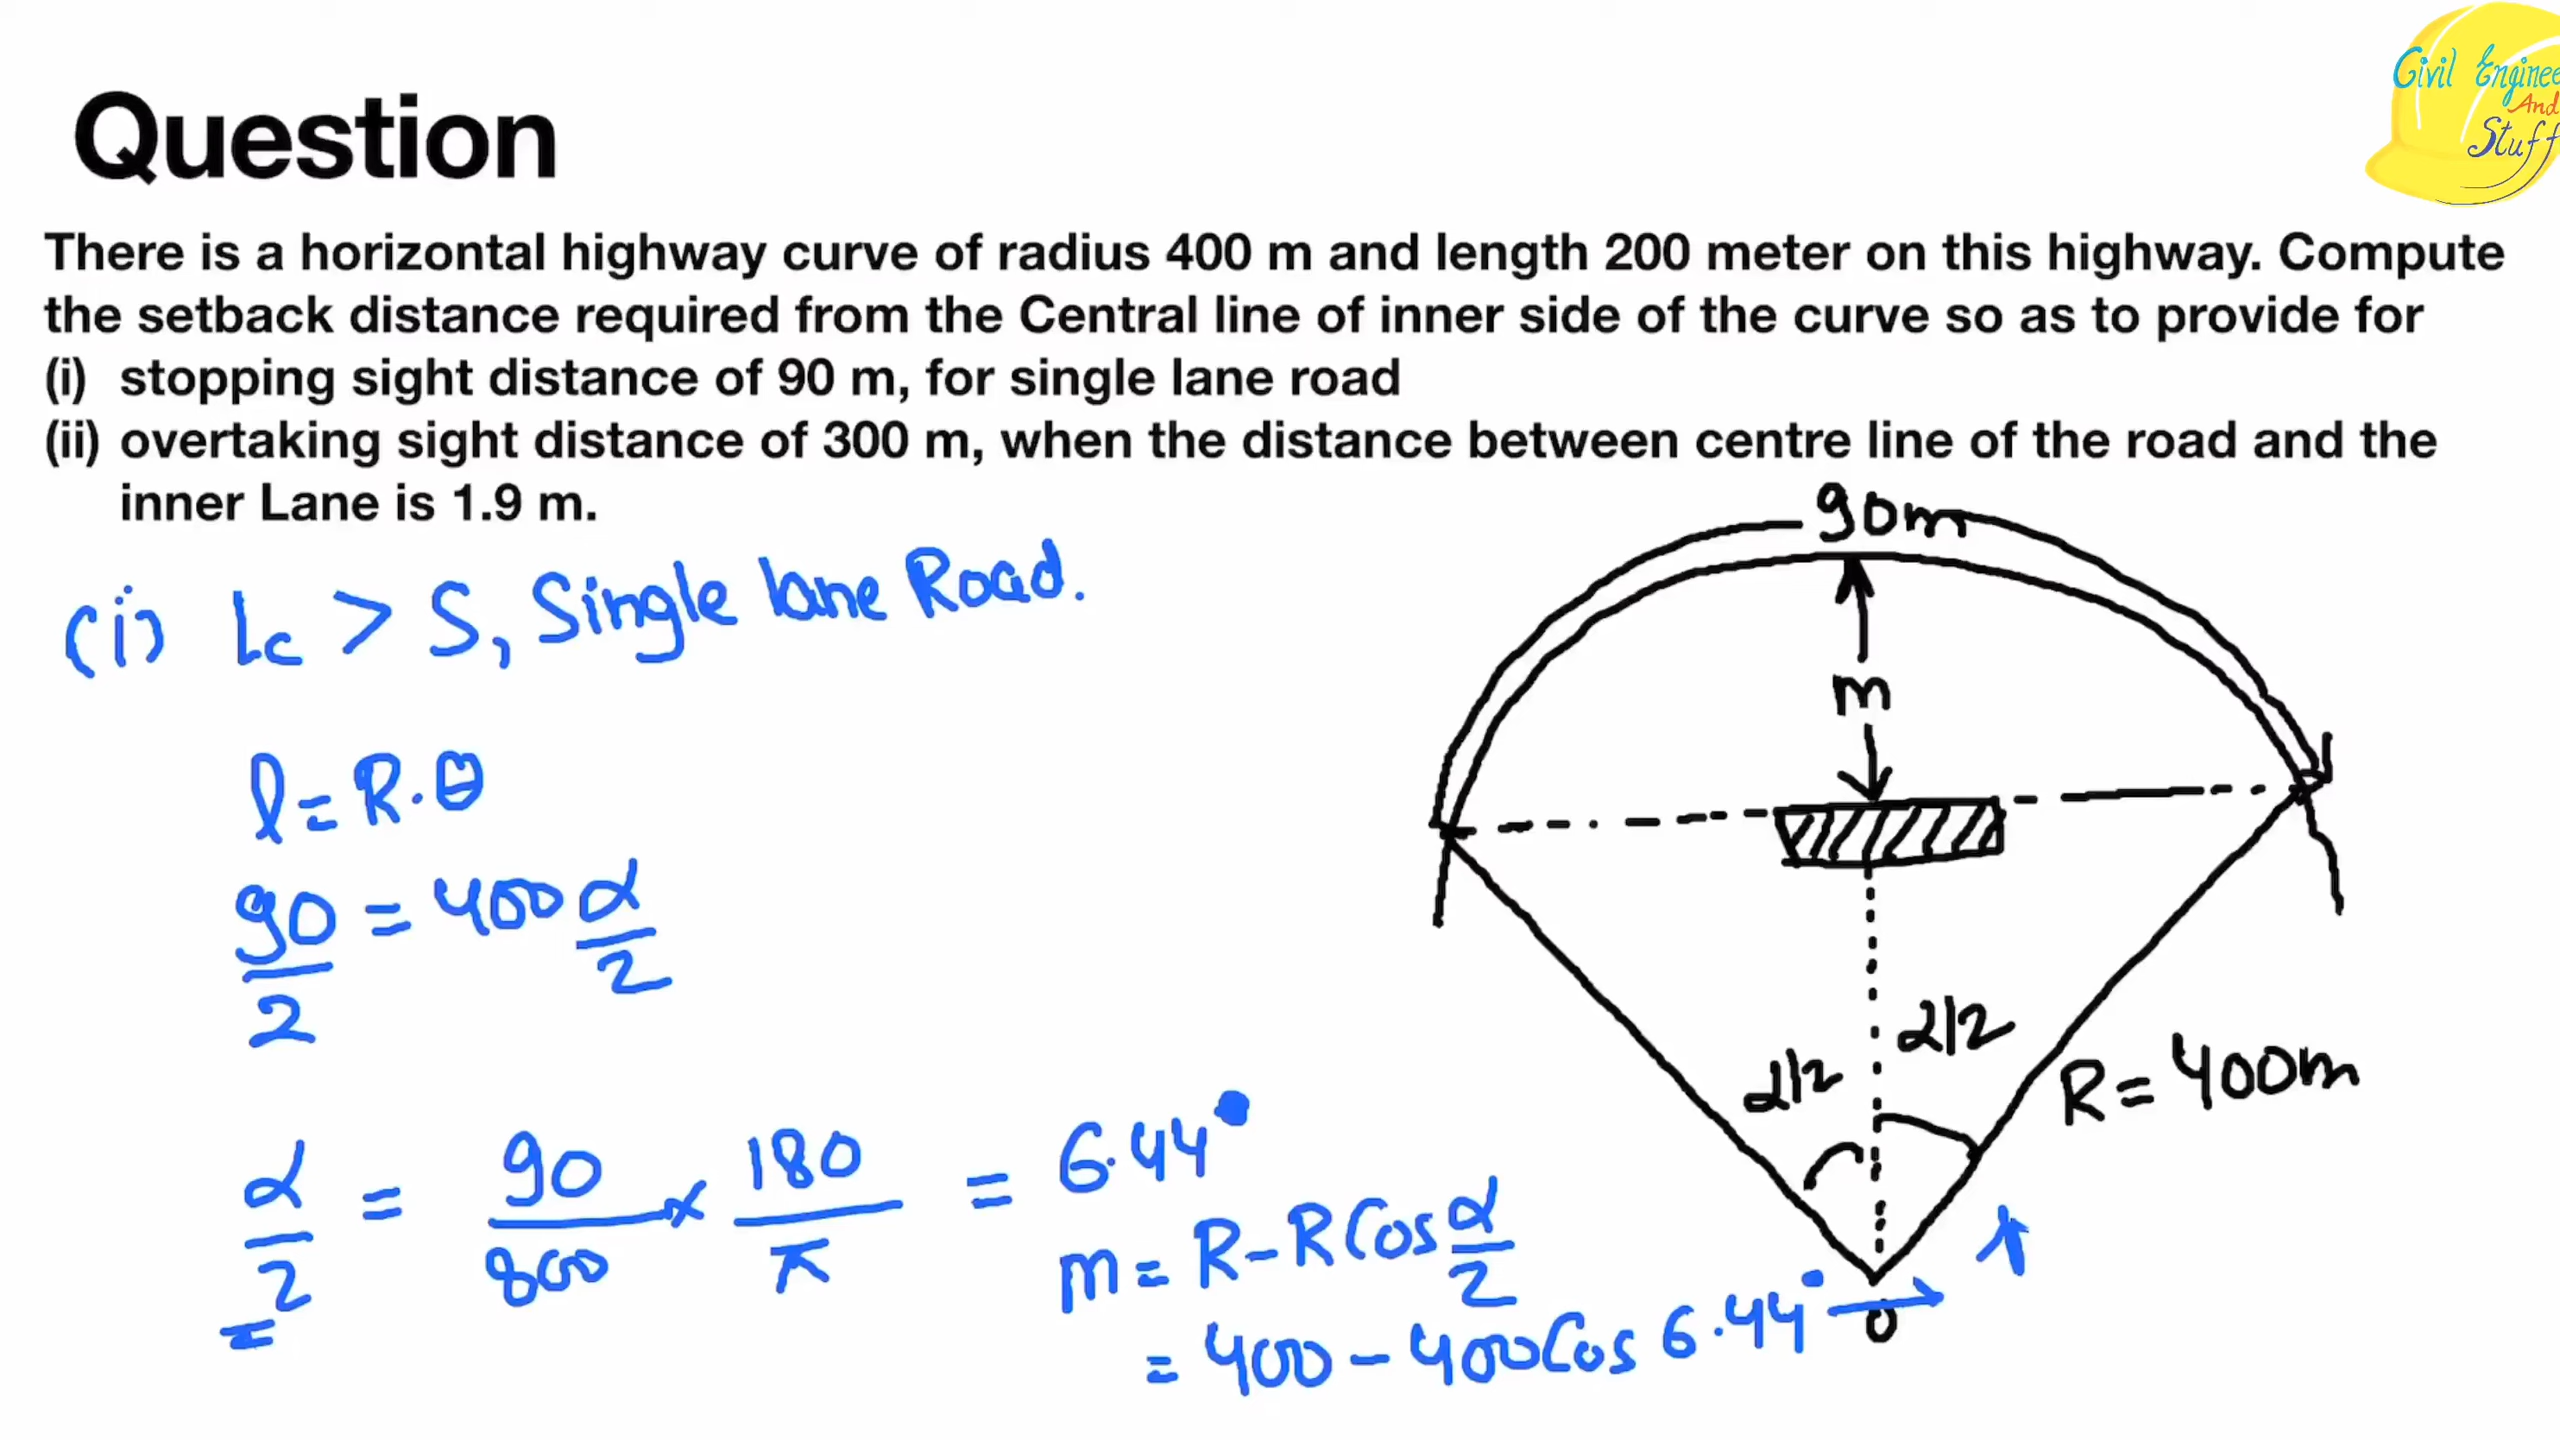 Civil Enginee
And
Stuff
Question
There is a horizontal highway curve of radius 400 m and length 200 meter on this highway. Compute
the setback distance required from the Central line of inner side of the curve so as to provide for
(i) stopping sight distance of 90 m, for single lane road
(ii) overtaking sight distance of 300 m, when the distance between centre line of the road and the
inner Lane is 1.9 m.
(i) Lc > S, Single lane Road.
l = R.θ
90/2 = 400 α/2
α/2 = 90/800 × 180/π = 6.44°
m = R - R Cos α/2
= 400 - 400 Cos 6.44°
90m
m
α/2
α/2
R = 400m
O